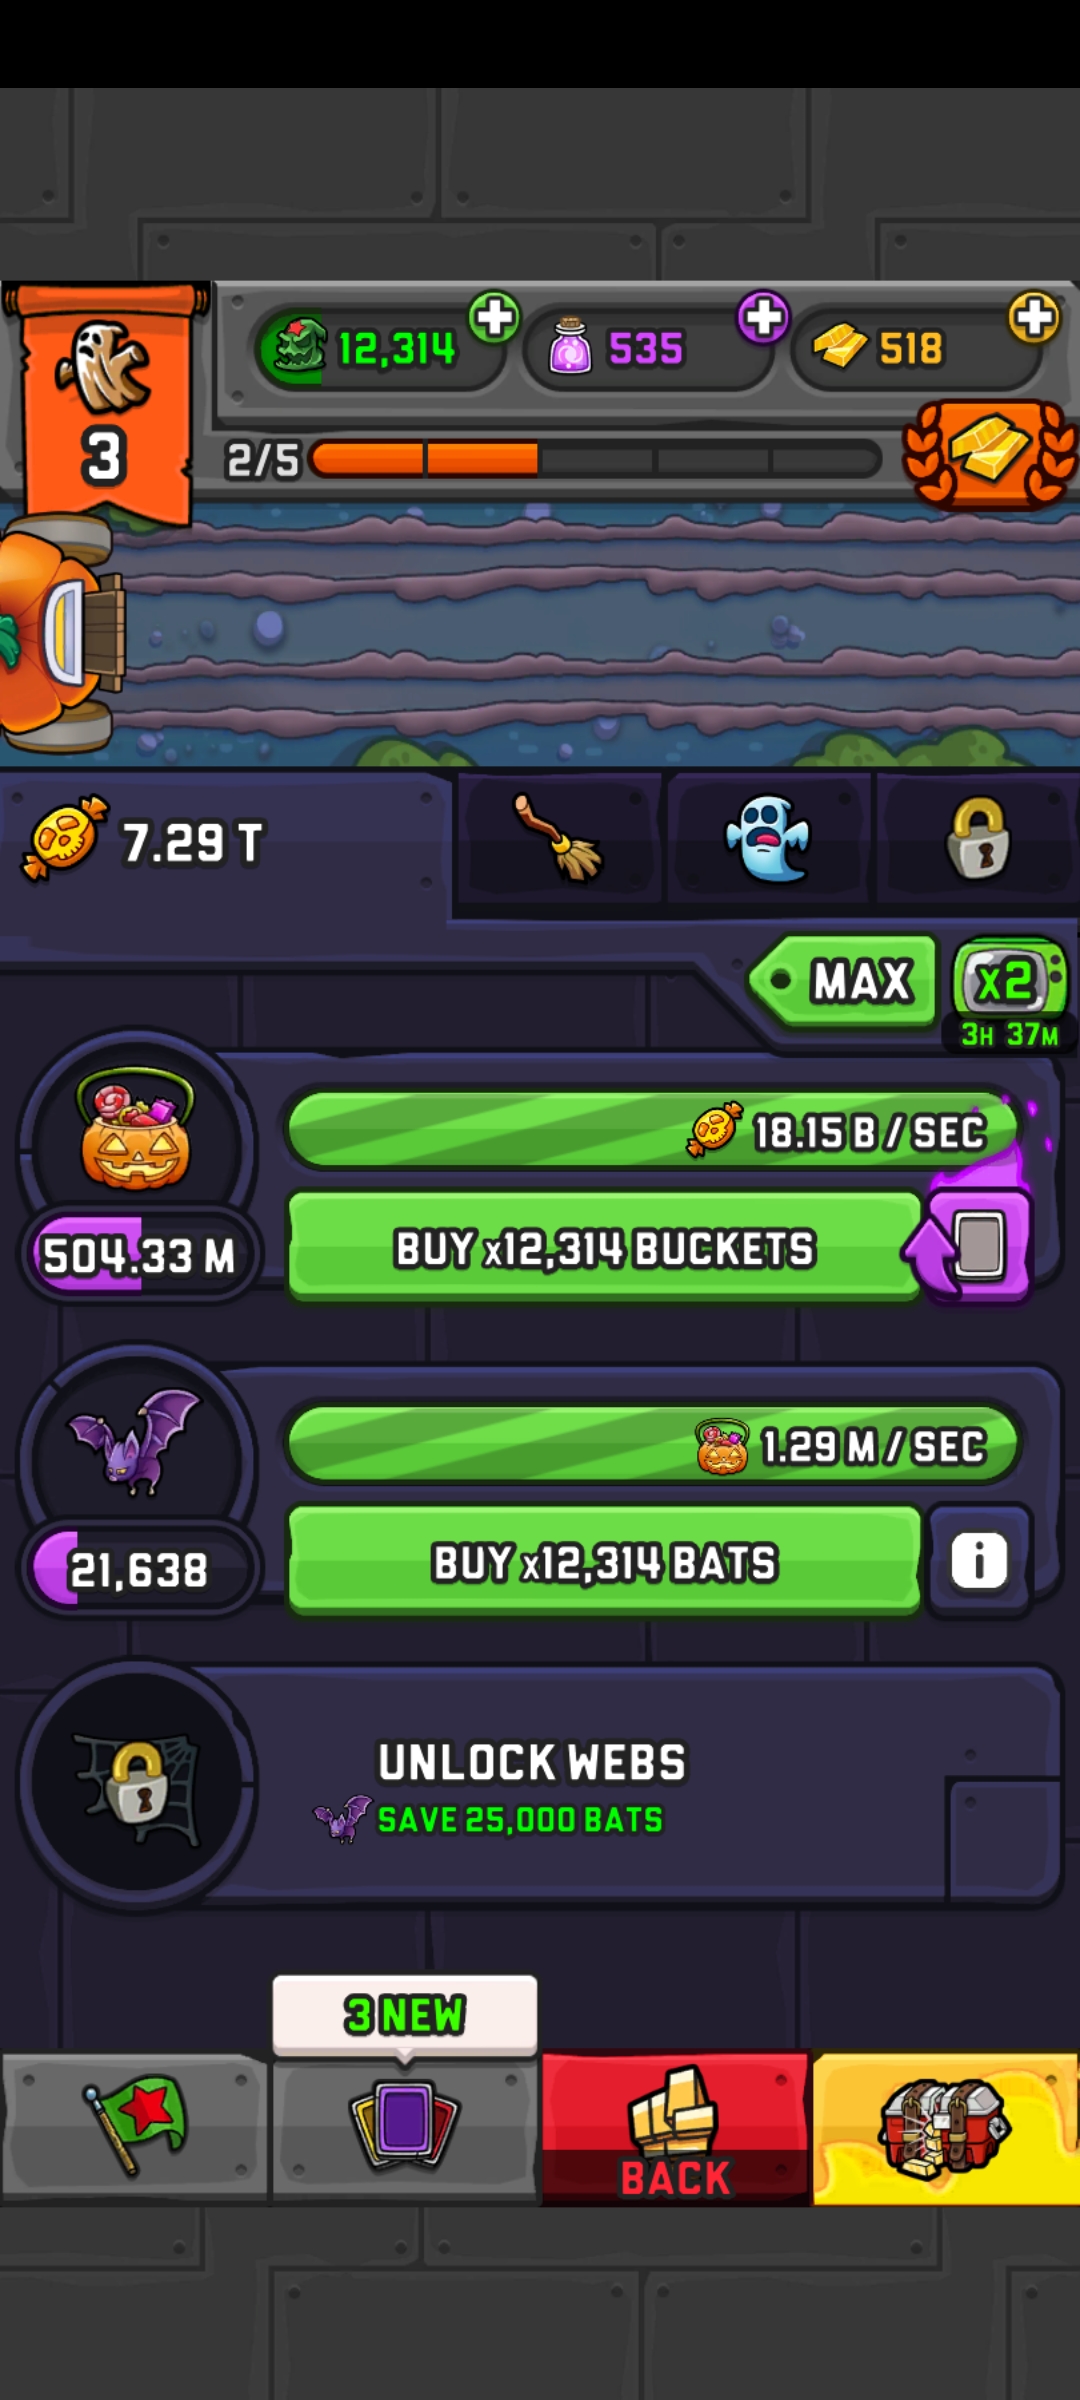 12,314
535
518
3
2/5
7.29 T
MAX
x2
3H 37M
18.15 B / SEC
504.33 M
BUY x12,314 BUCKETS
1.29 M / SEC
21,638
BUY x12,314 BATS
i
UNLOCK WEBS
SAVE 25,000 BATS
3 NEW
BACK